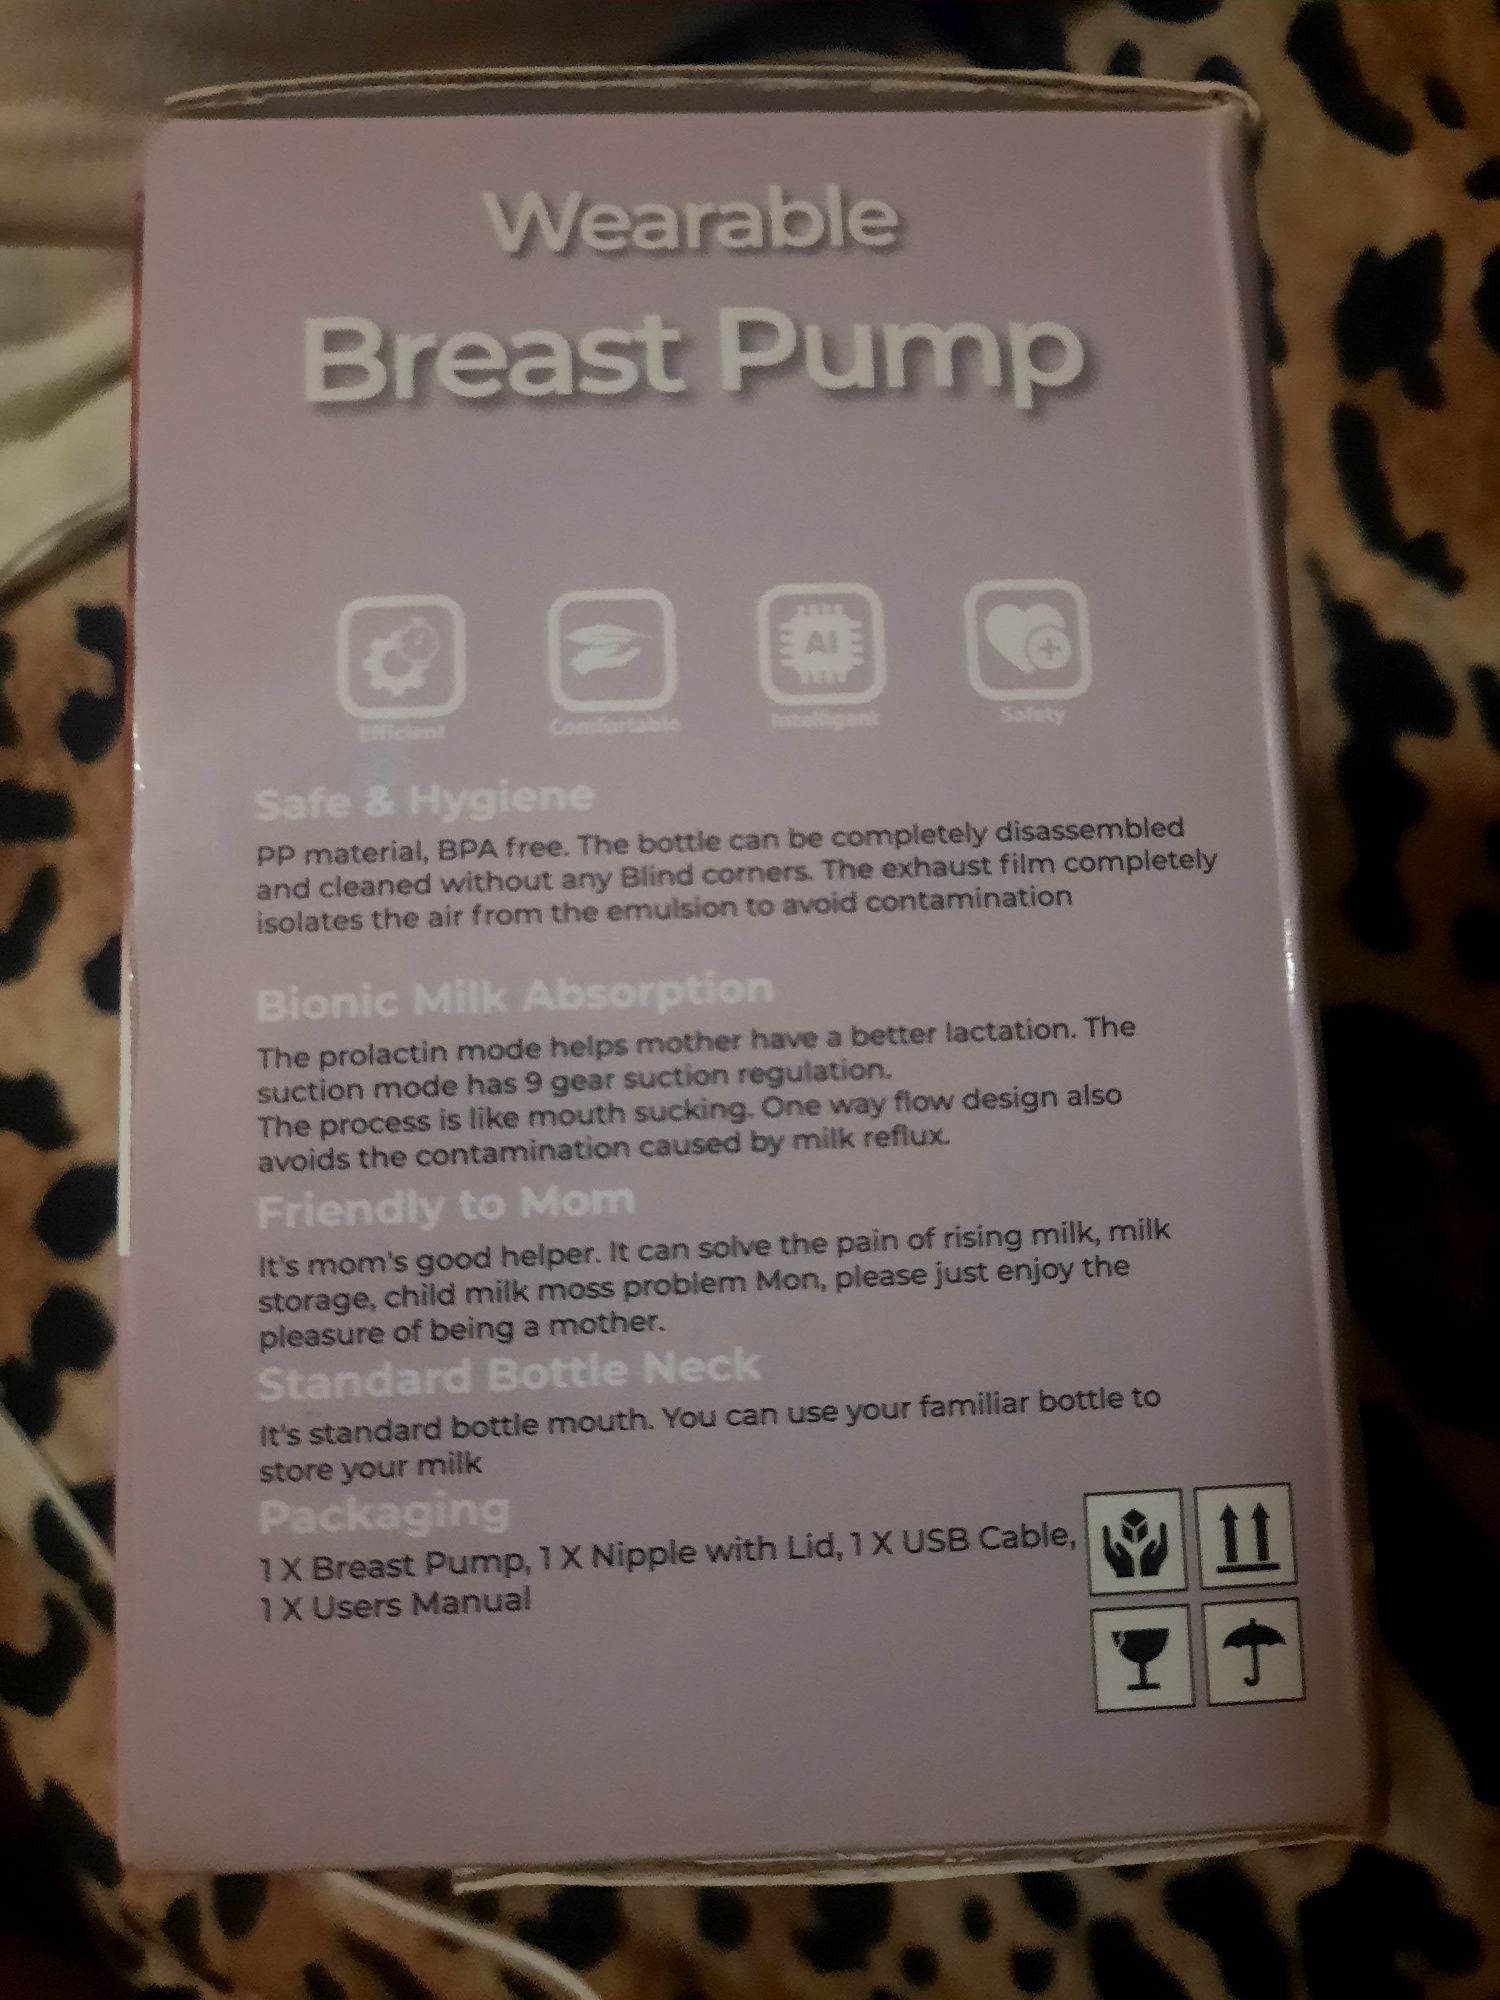 Wearable
Breast Pump
AI
Efficient
Comfortable
Intelligent
Safety
Safe & Hygiene
PP material, BPA free. The bottle can be completely disassembled
and cleaned without any Blind corners. The exhaust film completely
isolates the air from the emulsion to avoid contamination
Bionic Milk Absorption
The prolactin mode helps mother have a better lactation. The
suction mode has 9 gear suction regulation.
The process is like mouth sucking. One way flow design also
avoids the contamination caused by milk reflux.
Friendly to Mom
It's mom's good helper. It can solve the pain of rising milk, milk
storage, child milk moss problem Mon, please just enjoy the
pleasure of being a mother.
Standard Bottle Neck
It's standard bottle mouth. You can use your familiar bottle to
store your milk
Packaging
1 X Breast Pump, 1 X Nipple with Lid, 1 X USB Cable,
1 X Users Manual